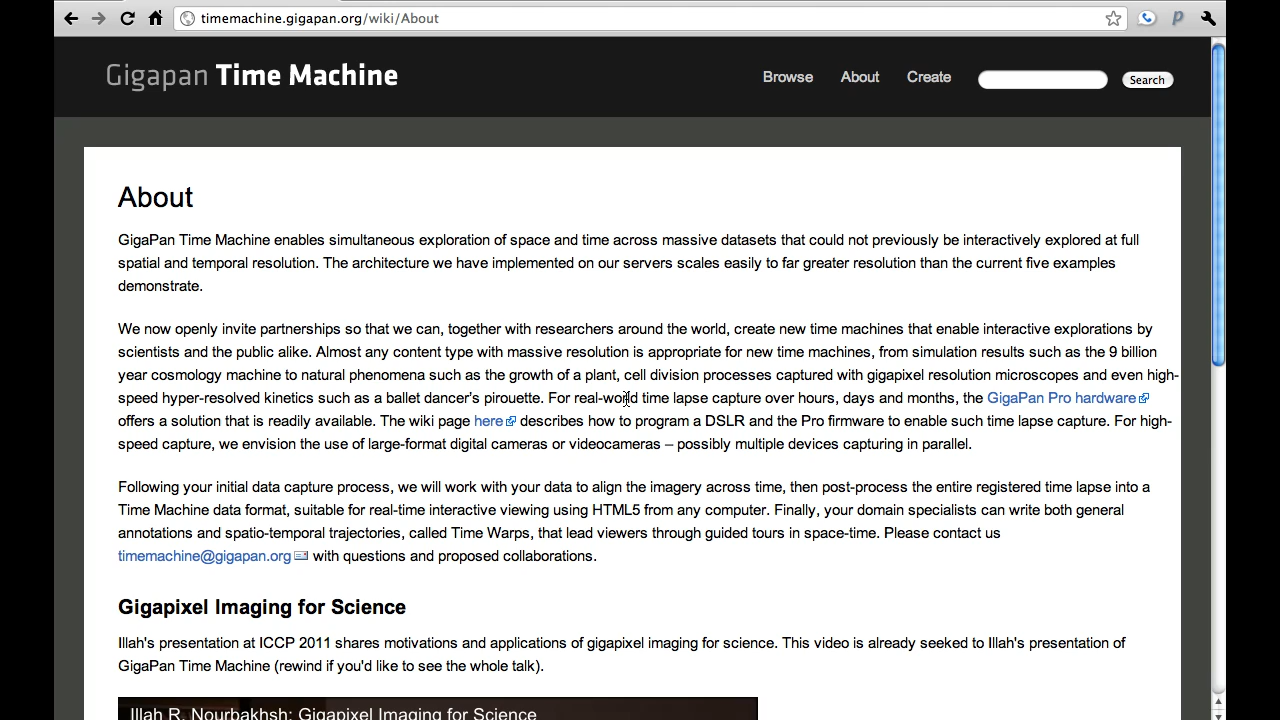 timemachine.gigapan.org/wiki/About
Gigapan Time Machine
Browse About Create Search
About
GigaPan Time Machine enables simultaneous exploration of space and time across massive datasets that could not previously be interactively explored at full
spatial and temporal resolution. The architecture we have implemented on our servers scales easily to far greater resolution than the current five examples
demonstrate.
We now openly invite partnerships so that we can, together with researchers around the world, create new time machines that enable interactive explorations by
scientists and the public alike. Almost any content type with massive resolution is appropriate for new time machines, from simulation results such as the 9 billion
year cosmology machine to natural phenomena such as the growth of a plant, cell division processes captured with gigapixel resolution microscopes and even high-
speed hyper-resolved kinetics such as a ballet dancer's pirouette. For real-world time lapse capture over hours, days and months, the GigaPan Pro hardware
offers a solution that is readily available. The wiki page here describes how to program a DSLR and the Pro firmware to enable such time lapse capture. For high-
speed capture, we envision the use of large-format digital cameras or videocameras – possibly multiple devices capturing in parallel.
Following your initial data capture process, we will work with your data to align the imagery across time, then post-process the entire registered time lapse into a
Time Machine data format, suitable for real-time interactive viewing using HTML5 from any computer. Finally, your domain specialists can write both general
annotations and spatio-temporal trajectories, called Time Warps, that lead viewers through guided tours in space-time. Please contact us
timemachine@gigapan.org with questions and proposed collaborations.
Gigapixel Imaging for Science
Illah's presentation at ICCP 2011 shares motivations and applications of gigapixel imaging for science. This video is already seeked to Illah's presentation of
GigaPan Time Machine (rewind if you'd like to see the whole talk).
Illah R. Nourbakhsh: Gigapixel Imaging for Science